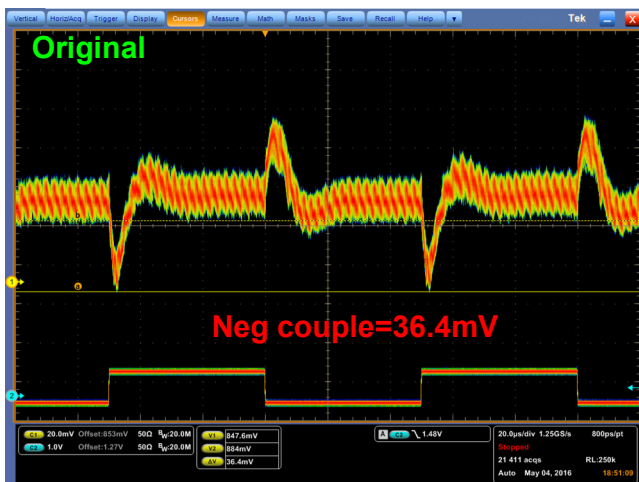 Vertical Horiz/Acq Trigger Display Cursors Measure Math Masks Save Recall Help Tek X
Original
b
1
a
Neg couple=36.4mV
2
C1 20.0mV Offset:853mV 50Ω BW:20.0M
C2 1.0V Offset:1.27V 50Ω BW:20.0M
V1 847.6mV
V2 884mV
ΔV 36.4mV
A C2 1.48V
20.0µs/div 1.25GS/s 800ps/pt
Stopped
21 411 acqs RL:250k
Auto May 04, 2016 18:51:09